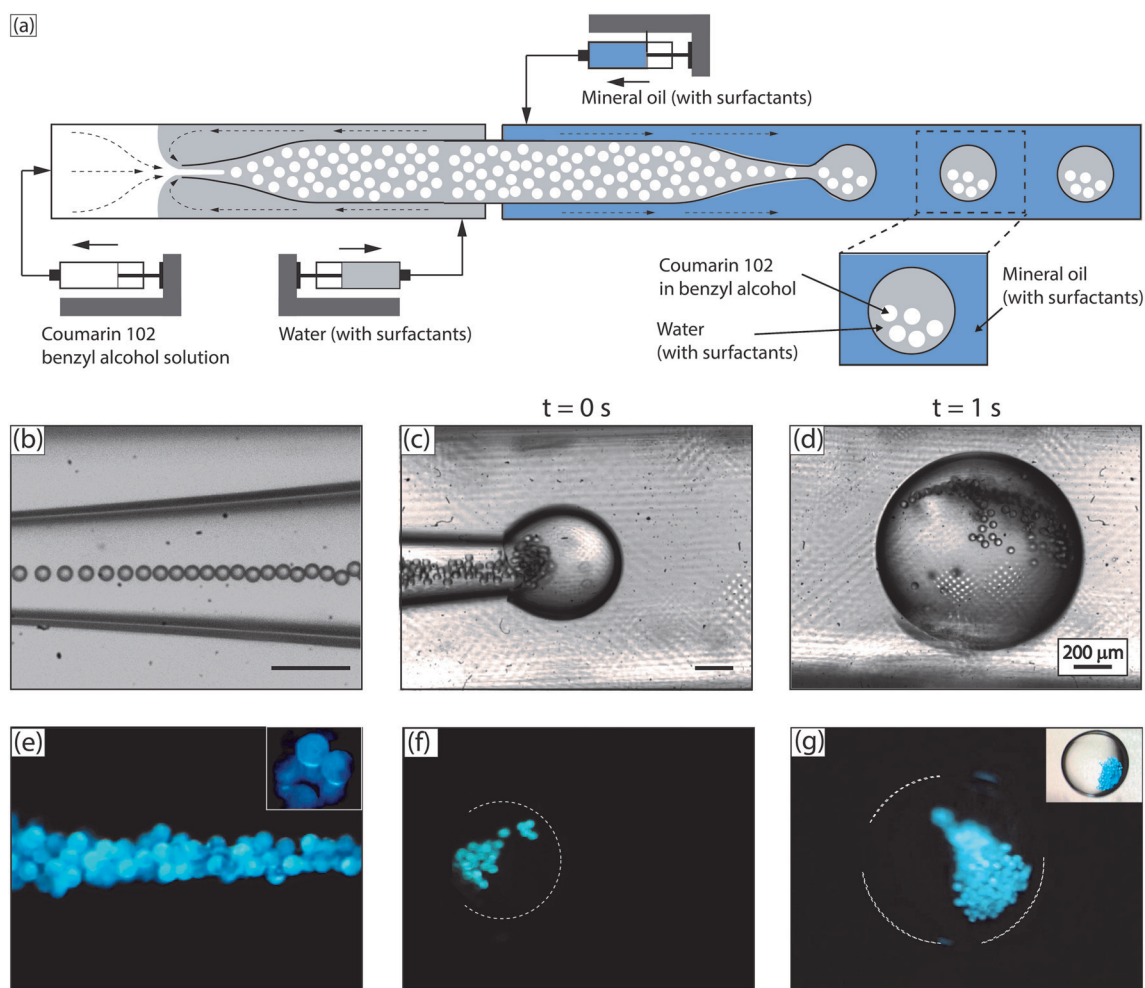 (a)
Mineral oil (with surfactants)
Coumarin 102
benzyl alcohol solution
Water (with surfactants)
Coumarin 102
in benzyl alcohol
Water
(with surfactants)
Mineral oil
(with surfactants)
t = 0 s
t = 1 s
(b)
(c)
(d)
200 µm
(e)
(f)
(g)